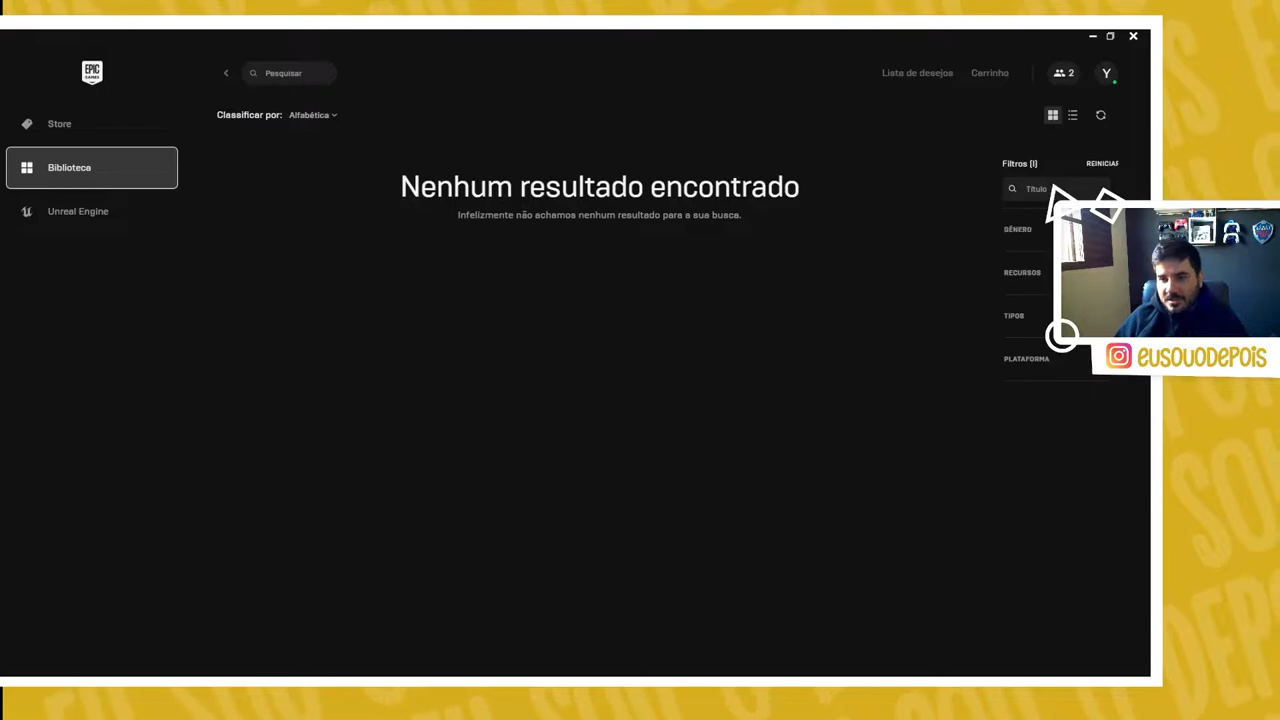 EPIC
GAMES
Pesquisar
Lista de desejos
Carrinho
2
Y
Store
Biblioteca
Unreal Engine
Classificar por: Alfabética
Nenhum resultado encontrado
Infelizmente não achamos nenhum resultado para a sua busca.
Filtros (1)
REINICIAR
Título
GÊNERO
RECURSOS
TIPOS
PLATAFORMA
eusouodepois